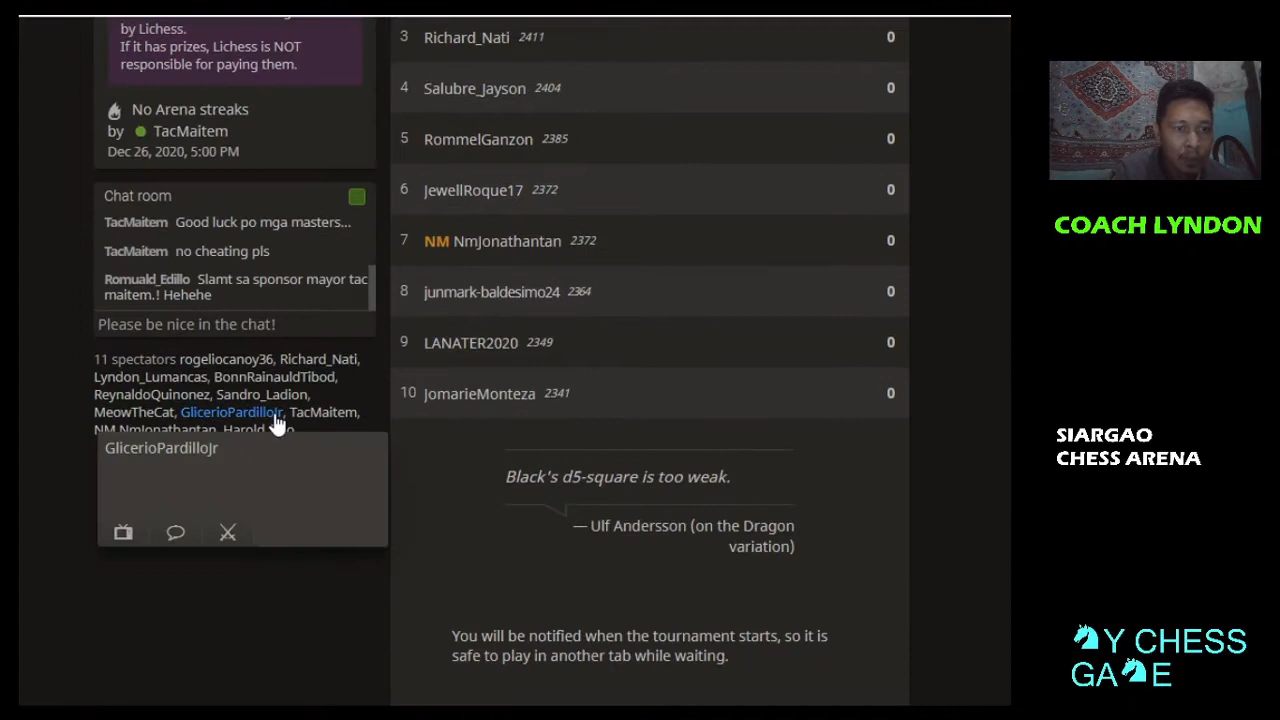 by Lichess.
If it has prizes, Lichess is NOT
responsible for paying them.
No Arena streaks
by TacMaitem
Dec 26, 2020, 5:00 PM
Chat room
TacMaitem Good luck po mga masters...
TacMaitem no cheating pls
Romuald_Edillo Slamt sa sponsor mayor tac
maitem.! Hehehe
Please be nice in the chat!
11 spectators rogeliocanoy36, Richard_Nati,
Lyndon_Lumancas, BonnRainauldTibod,
ReynaldoQuinonez, Sandro_Ladion,
MeowTheCat, GlicerioPardilloJr, TacMaitem,
NM NmJonathantan, Harold
GlicerioPardilloJr
3 Richard_Nati 2411 0
4 Salubre_Jayson 2404 0
5 RommelGanzon 2385 0
6 JewellRoque17 2372 0
7 NM NmJonathantan 2372 0
8 junmark-baldesimo24 2364 0
9 LANATER2020 2349 0
10 JomarieMonteza 2341 0
Black's d5-square is too weak.
— Ulf Andersson (on the Dragon
variation)
You will be notified when the tournament starts, so it is
safe to play in another tab while waiting.
COACH LYNDON
SIARGAO
CHESS ARENA
Y CHESS
GA E